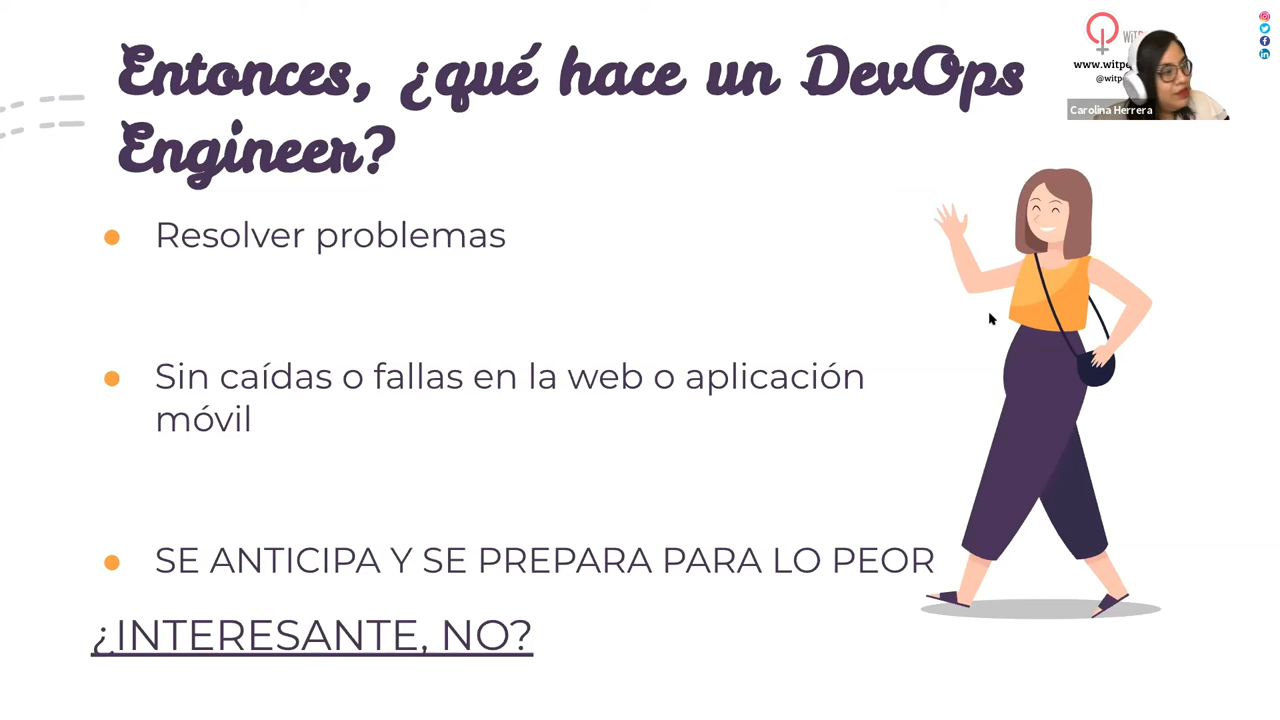 Entonces, ¿qué hace un DevOps
Engineer?
Resolver problemas
Sin caídas o fallas en la web o aplicación
móvil
SE ANTICIPA Y SE PREPARA PARA LO PEOR
¿INTERESANTE, NO?
Carolina Herrera